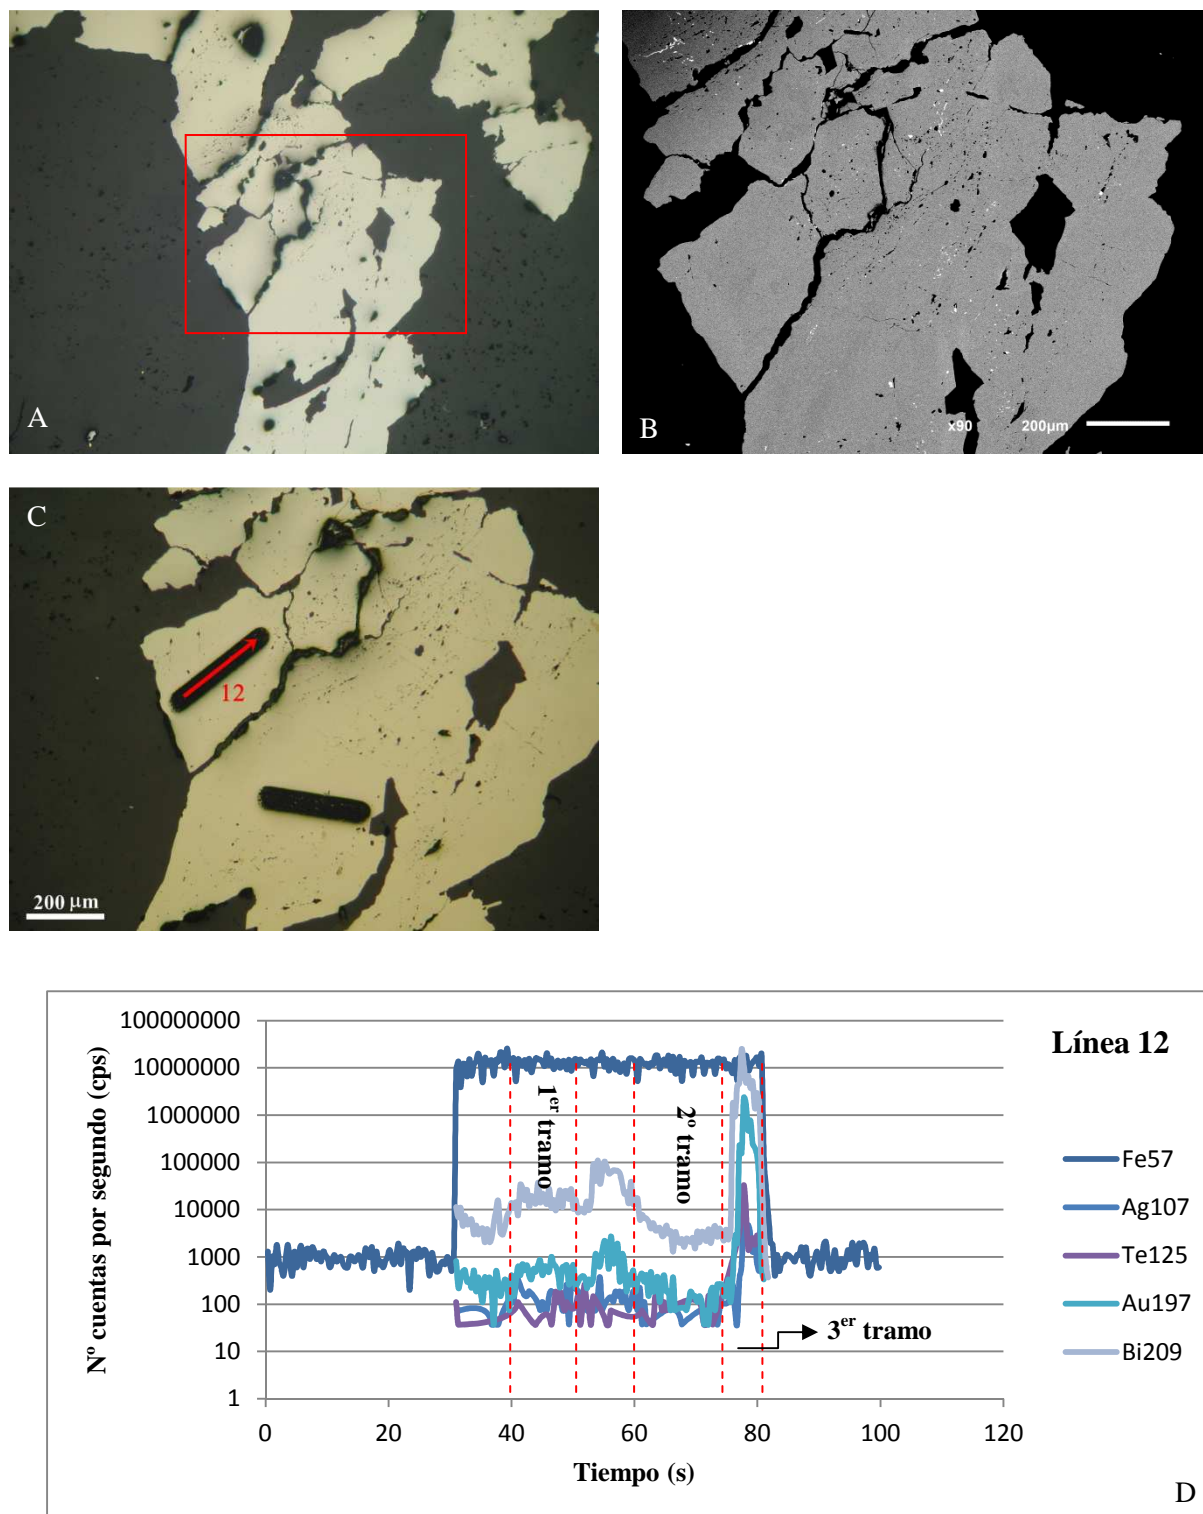 A
B
x90 200µm
C
12
200 µm
Línea 12
Nº cuentas por segundo (cps)
100000000
10000000
1000000
100000
10000
1000
100
10
1
1er tramo
2º tramo
3er tramo
0 20 40 60 80 100 120
Tiempo (s)
Fe57
Ag107
Te125
Au197
Bi209
D